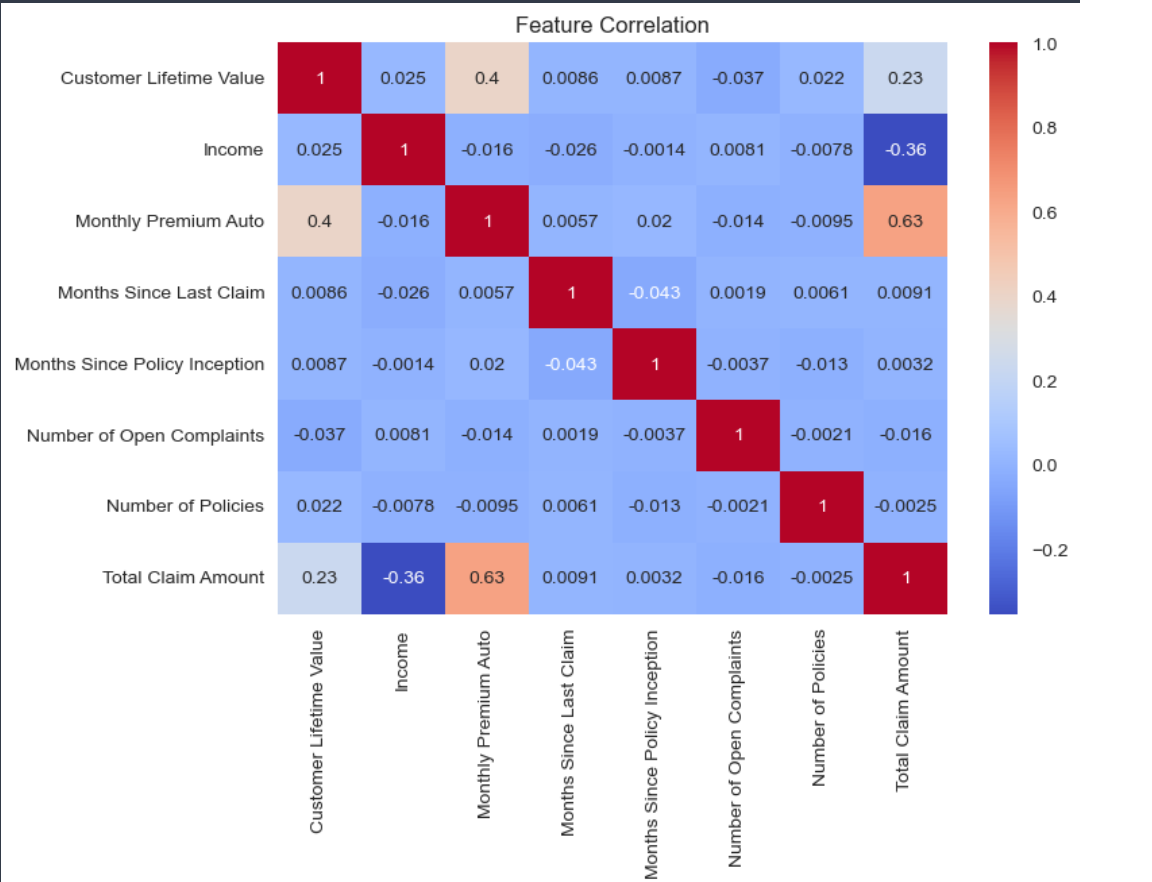 Feature Correlation
Customer Lifetime Value 1 0.025 0.4 0.0086 0.0087 -0.037 0.022 0.23
Income 0.025 1 -0.016 -0.026 -0.0014 0.0081 -0.0078 -0.36
Monthly Premium Auto 0.4 -0.016 1 0.0057 0.02 -0.014 -0.0095 0.63
Months Since Last Claim 0.0086 -0.026 0.0057 1 -0.043 0.0019 0.0061 0.0091
Months Since Policy Inception 0.0087 -0.0014 0.02 -0.043 1 -0.0037 -0.013 0.0032
Number of Open Complaints -0.037 0.0081 -0.014 0.0019 -0.0037 1 -0.0021 -0.016
Number of Policies 0.022 -0.0078 -0.0095 0.0061 -0.013 -0.0021 1 -0.0025
Total Claim Amount 0.23 -0.36 0.63 0.0091 0.0032 -0.016 -0.0025 1
Customer Lifetime Value
Income
Monthly Premium Auto
Months Since Last Claim
Months Since Policy Inception
Number of Open Complaints
Number of Policies
Total Claim Amount
1.0
0.8
0.6
0.4
0.2
0.0
−0.2